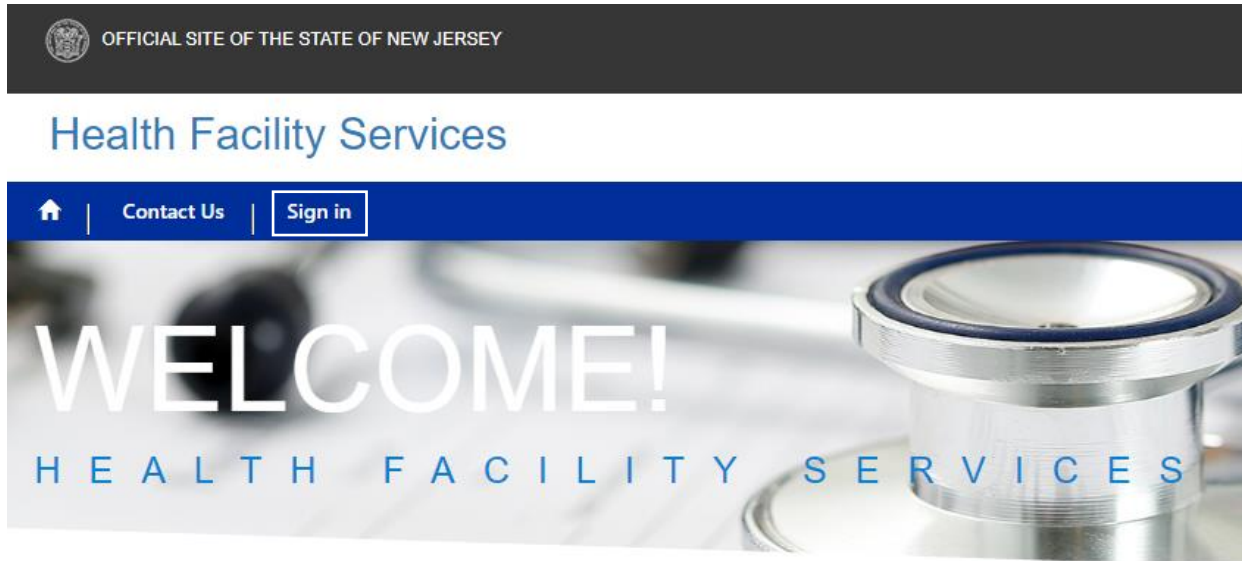 OFFICIAL SITE OF THE STATE OF NEW JERSEY
Health Facility Services
Contact Us | Sign in
WELCOME!
HEALTH FACILITY SERVICES